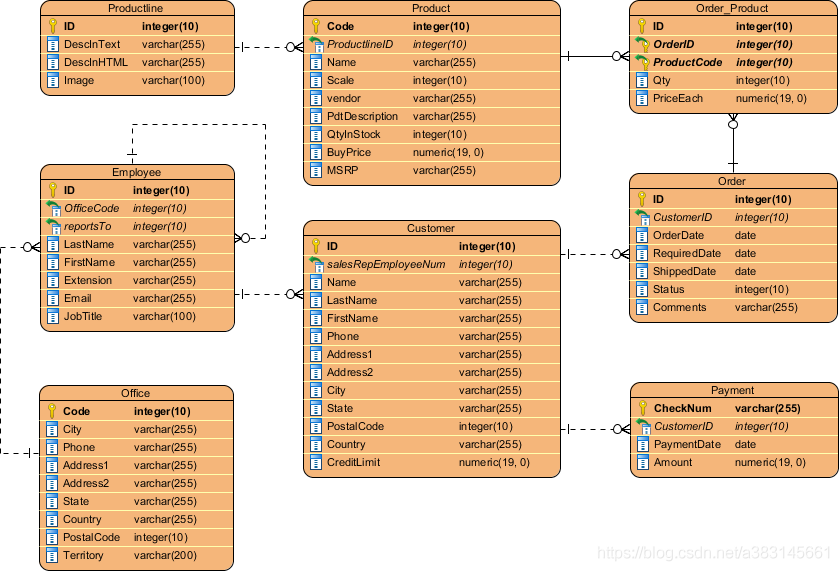 Productline
ID integer(10)
DescInText varchar(255)
DescInHTML varchar(255)
Image varchar(100)
Product
Code integer(10)
ProductlineID integer(10)
Name varchar(255)
Scale integer(10)
vendor varchar(255)
PdtDescription varchar(255)
QtyInStock integer(10)
BuyPrice numeric(19, 0)
MSRP varchar(255)
Order_Product
ID integer(10)
OrderID integer(10)
ProductCode integer(10)
Qty integer(10)
PriceEach numeric(19, 0)
Employee
ID integer(10)
OfficeCode integer(10)
reportsTo integer(10)
LastName varchar(255)
FirstName varchar(255)
Extension varchar(255)
Email varchar(255)
JobTitle varchar(100)
Customer
ID integer(10)
salesRepEmployeeNum integer(10)
Name varchar(255)
LastName varchar(255)
FirstName varchar(255)
Phone varchar(255)
Address1 varchar(255)
Address2 varchar(255)
City varchar(255)
State varchar(255)
PostalCode integer(10)
Country varchar(255)
CreditLimit numeric(19, 0)
Order
ID integer(10)
CustomerID integer(10)
OrderDate date
RequiredDate date
ShippedDate date
Status integer(10)
Comments varchar(255)
Office
Code integer(10)
City varchar(255)
Phone varchar(255)
Address1 varchar(255)
Address2 varchar(255)
State varchar(255)
Country varchar(255)
PostalCode integer(10)
Territory varchar(200)
Payment
CheckNum varchar(255)
CustomerID integer(10)
PaymentDate date
Amount numeric(19, 0)
https://blog.csdn.net/a383145661